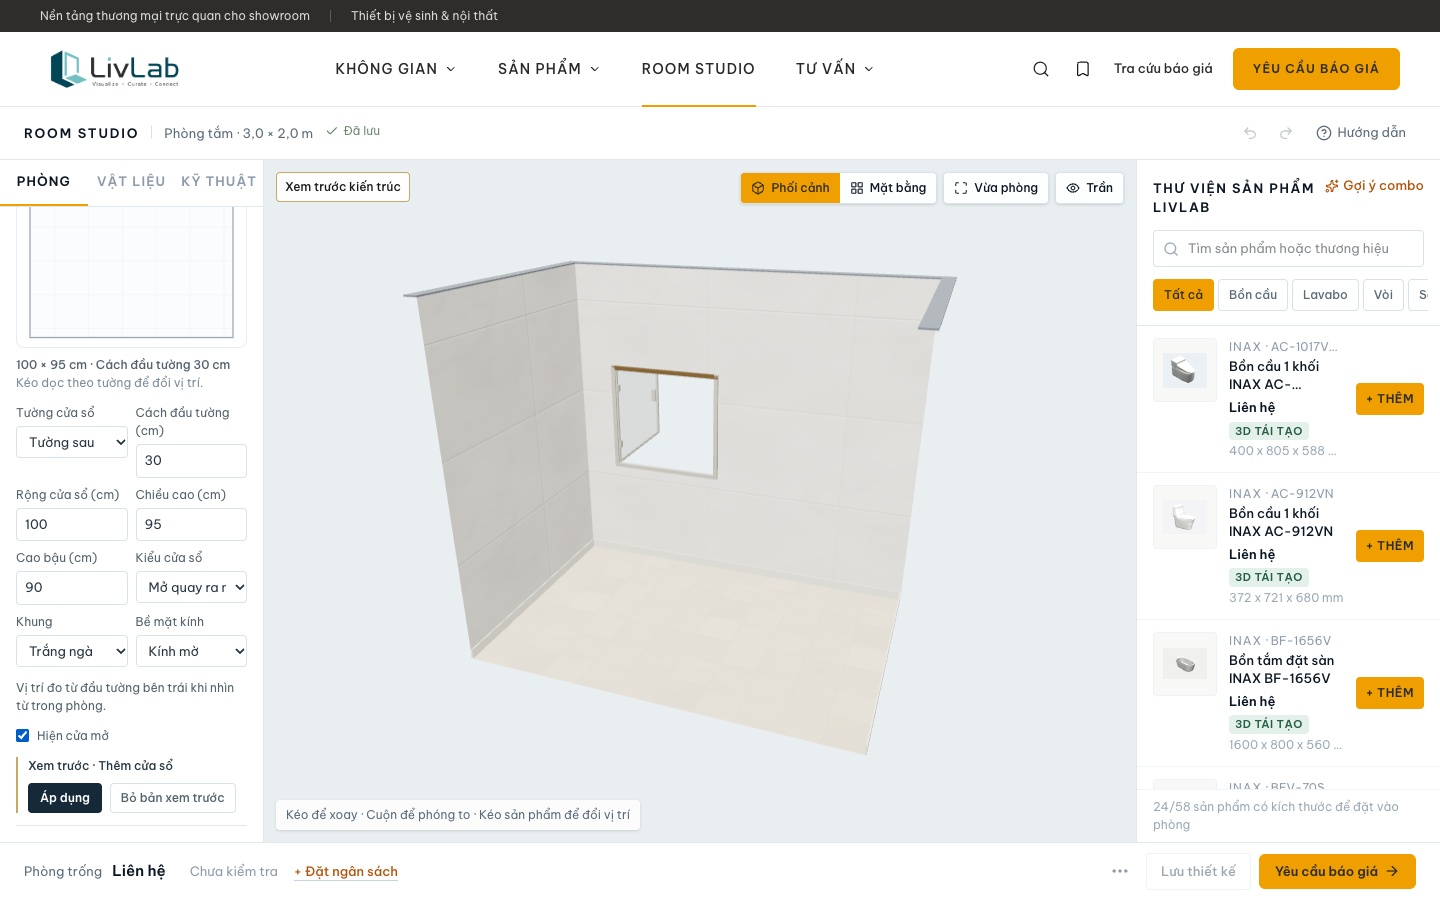 Nền tảng thương mại trực quan cho showroom
Thiết bị vệ sinh & nội thất
LivLab
Visualize • Curate • Connect
KHÔNG GIAN
SẢN PHẨM
ROOM STUDIO
TƯ VẤN
Tra cứu báo giá
YÊU CẦU BÁO GIÁ
ROOM STUDIO
Phòng tắm · 3,0 × 2,0 m
Đã lưu
Hướng dẫn
PHÒNG
VẬT LIỆU
KỸ THUẬT
100 × 95 cm · Cách đầu tường 30 cm
Kéo dọc theo tường để đổi vị trí.
Tường cửa sổ
Cách đầu tường
(cm)
Tường sau
30
Rộng cửa sổ (cm)
Chiều cao (cm)
100
95
Cao bậu (cm)
Kiểu cửa sổ
90
Mở quay ra r
Khung
Bề mặt kính
Trắng ngà
Kính mờ
Vị trí đo từ đầu tường bên trái khi nhìn
từ trong phòng.
Hiện cửa mở
Xem trước · Thêm cửa sổ
Áp dụng
Bỏ bản xem trước
Xem trước kiến trúc
Phối cảnh
Mặt bằng
Vừa phòng
Trần
Kéo để xoay · Cuộn để phóng to · Kéo sản phẩm để đổi vị trí
THƯ VIỆN SẢN PHẨM
LIVLAB
Gợi ý combo
Tìm sản phẩm hoặc thương hiệu
Tất cả
Bồn cầu
Lavabo
Vòi
INAX · AC-1017V...
Bồn cầu 1 khối
INAX AC-...
Liên hệ
3D TÁI TẠO
400 x 805 x 588 ...
+ THÊM
INAX · AC-912VN
Bồn cầu 1 khối
INAX AC-912VN
Liên hệ
3D TÁI TẠO
372 x 721 x 680 mm
+ THÊM
INAX · BF-1656V
Bồn tắm đặt sàn
INAX BF-1656V
Liên hệ
3D TÁI TẠO
1600 x 800 x 560 ...
+ THÊM
INAX · BFV-70S
24/58 sản phẩm có kích thước để đặt vào
phòng
Phòng trống
Liên hệ
Chưa kiểm tra
+ Đặt ngân sách
Lưu thiết kế
Yêu cầu báo giá